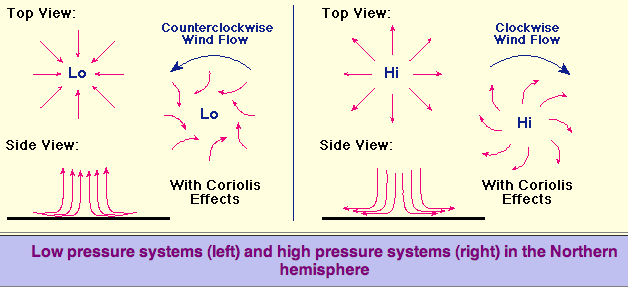 Top View:
Counterclockwise
Wind Flow
Lo
Lo
Side View:
With Coriolis
Effects
Top View:
Clockwise
Wind Flow
Hi
Hi
Side View:
With Coriolis
Effects
Low pressure systems (left) and high pressure systems (right) in the Northern
hemisphere